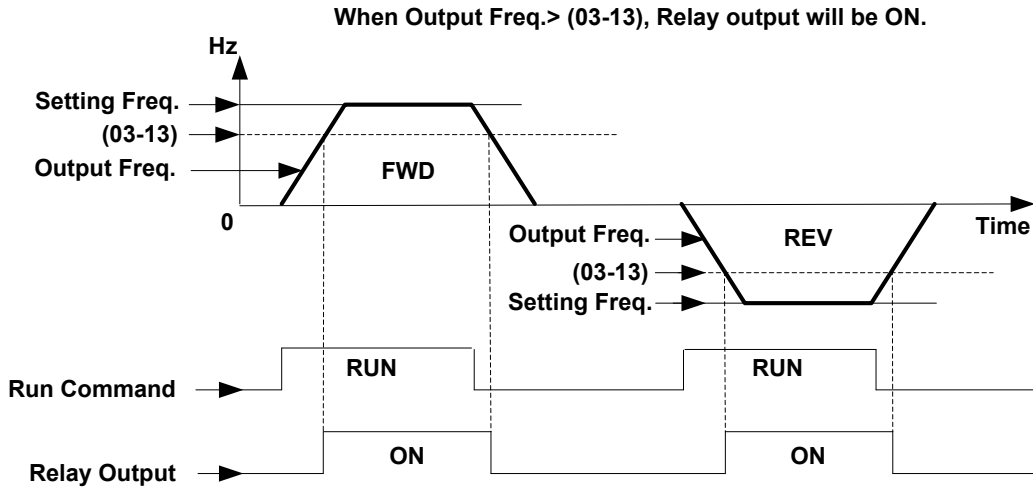 When Output Freq.> (03-13), Relay output will be ON.
Hz
Setting Freq.
(03-13)
Output Freq.
FWD
0
Time
Output Freq.
REV
(03-13)
Setting Freq.
RUN
RUN
Run Command
ON
ON
Relay Output